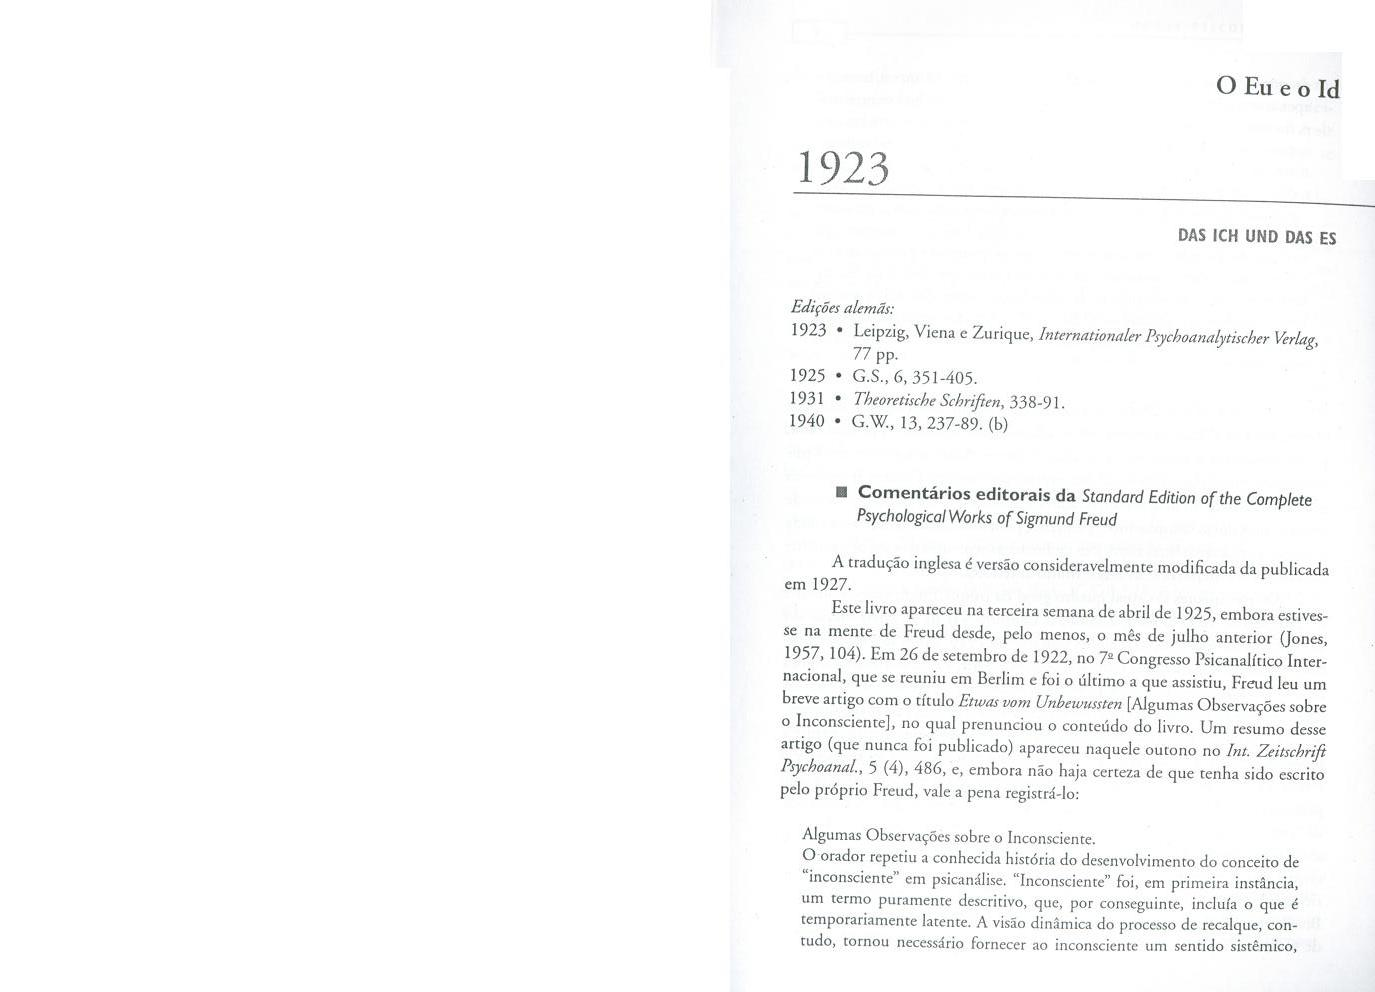 O Eu e o Id
1923
DAS ICH UND DAS ES
Edições alemãs:
1923 • Leipzig, Viena e Zurique, Internationaler Psychoanalytischer Verlag,
77 pp.
1925 • G.S., 6, 351-405.
1931 • Theoretische Schriften, 338-91.
1940 • G.W., 13, 237-89. (b)
■ Comentários editorais da Standard Edition of the Complete
Psychological Works of Sigmund Freud
A tradução inglesa é versão consideravelmente modificada da publicada
em 1927.
Este livro apareceu na terceira semana de abril de 1925, embora estives-
se na mente de Freud desde, pelo menos, o mês de julho anterior (Jones,
1957, 104). Em 26 de setembro de 1922, no 7º Congresso Psicanalítico Inter-
nacional, que se reuniu em Berlim e foi o último a que assistiu, Freud leu um
breve artigo com o título Etwas vom Unbewussten [Algumas Observações sobre
o Inconsciente], no qual prenunciou o conteúdo do livro. Um resumo desse
artigo (que nunca foi publicado) apareceu naquele outono no Int. Zeitschrift
Psychoanal., 5 (4), 486, e, embora não haja certeza de que tenha sido escrito
pelo próprio Freud, vale a pena registrá-lo:
Algumas Observações sobre o Inconsciente.
O orador repetiu a conhecida história do desenvolvimento do conceito de
“inconsciente” em psicanálise. “Inconsciente” foi, em primeira instância,
um termo puramente descritivo, que, por conseguinte, incluía o que é
temporariamente latente. A visão dinâmica do processo de recalque, con-
tudo, tornou necessário fornecer ao inconsciente um sentido sistêmico,